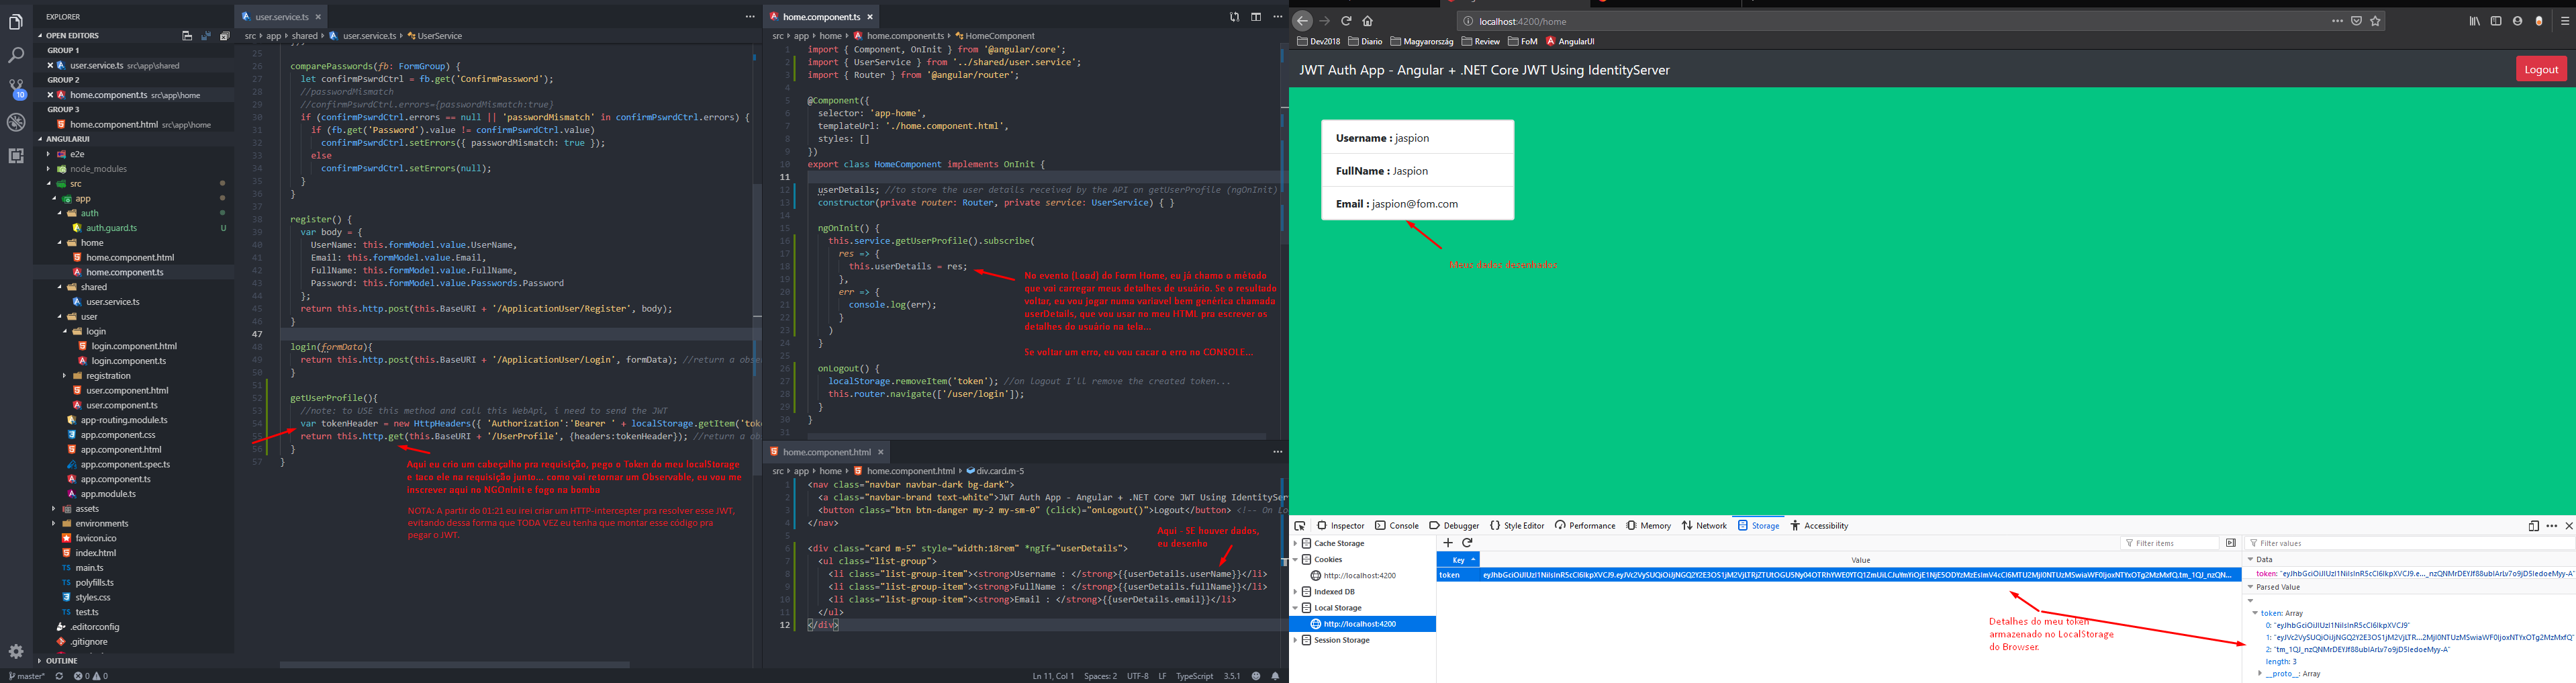 EXPLORER
OPEN EDITORS
GROUP 1
user.service.ts src\app\shared
GROUP 2
home.component.ts src\app\home
GROUP 3
home.component.html src\app\home
ANGULARUI
e2e
node_modules
src
app
auth
auth.guard.ts U
home
home.component.html
home.component.ts
shared
user.service.ts
user
login
login.component.html
login.component.ts
registration
user.component.html
user.component.ts
app-routing.module.ts
app.component.css
app.component.html
app.component.spec.ts
app.component.ts
app.module.ts
assets
environments
favicon.ico
index.html
main.ts
polyfills.ts
styles.css
test.ts
.editorconfig
.gitignore
OUTLINE
10
master*
0 0
user.service.ts
src app shared user.service.ts UserService
25
26 comparePasswords(fb: FormGroup) {
27 let confirmPswrdCtrl = fb.get('ConfirmPassword');
28 //passwordMismatch
29 //confirmPswrdCtrl.errors={passwordMismatch:true}
30 if (confirmPswrdCtrl.errors == null || 'passwordMismatch' in confirmPswrdCtrl.errors) {
31 if (fb.get('Password').value != confirmPswrdCtrl.value)
32 confirmPswrdCtrl.setErrors({ passwordMismatch: true });
33 else
34 confirmPswrdCtrl.setErrors(null);
35 }
36 }
37
38 register() {
39 var body = {
40 UserName: this.formModel.value.UserName,
41 Email: this.formModel.value.Email,
42 FullName: this.formModel.value.FullName,
43 Password: this.formModel.value.Passwords.Password
44 };
45 return this.http.post(this.BaseURI + '/ApplicationUser/Register', body);
46 }
47
48 login(formData){
49 return this.http.post(this.BaseURI + '/ApplicationUser/Login', formData); //return a obse
50 }
51
52 getUserProfile(){
53 //note: to USE this method and call this WebApi, i need to send the JWT
54 var tokenHeader = new HttpHeaders({ 'Authorization':'Bearer ' + localStorage.getItem('tok
55 return this.http.get(this.BaseURI + '/UserProfile', {headers:tokenHeader}); //return a ob
56 }
57 }
Aqui eu crio um cabeçalho pra requisição, pego o Token do meu localStorage
e taco ele na requisição junto... como vai retornar um Observable, eu vou me
inscrever aqui no NGOnInit e fogo na bomba
NOTA: A partir do 01:21 eu irei criar um HTTP-Intercepter pra resolver esse JWT,
evitando dessa forma que TODA VEZ eu tenha que montar esse código pra
pegar o JWT.
home.component.ts
src app home home.component.ts HomeComponent
1 import { Component, OnInit } from '@angular/core';
2 import { UserService } from '../shared/user.service';
3 import { Router } from '@angular/router';
4
5 @Component({
6 selector: 'app-home',
7 templateUrl: './home.component.html',
8 styles: []
9 })
10 export class HomeComponent implements OnInit {
11
12 userDetails; //to store the user details received by the API on getUserProfile (ngOnInit)
13 constructor(private router: Router, private service: UserService) { }
14
15 ngOnInit() {
16 this.service.getUserProfile().subscribe(
17 res => {
18 this.userDetails = res;
19 },
20 err => {
21 console.log(err);
22 }
23 )
24 }
25
26 onLogout() {
27 localStorage.removeItem('token'); //on logout I'll remove the created token...
28 this.router.navigate(['/user/login']);
29 }
30 }
31
No evento (Load) do Form Home, eu já chamo o método
que vai carregar meus detalhes de usuário. Se o resultado
voltar, eu vou jogar numa variavel bem genérica chamada
userDetails, que vou usar no meu HTML pra escrever os
detalhes do usuário na tela...
Se voltar um erro, eu vou cacar o erro no CONSOLE...
home.component.html
src app home home.component.html div.card.m-5
1 <nav class="navbar navbar-dark bg-dark">
2 <a class="navbar-brand text-white">JWT Auth App - Angular + .NET Core JWT Using IdentitySer
3 <button class="btn btn-danger my-2 my-sm-0" (click)="onLogout()">Logout</button> <!-- On Lo
4 </nav>
5
6 <div class="card m-5" style="width:18rem" *ngIf="userDetails">
7 <ul class="list-group">
8 <li class="list-group-item"><strong>Username : </strong>{{userDetails.userName}}</li>
9 <li class="list-group-item"><strong>FullName : </strong>{{userDetails.fullName}}</li>
10 <li class="list-group-item"><strong>Email : </strong>{{userDetails.email}}</li>
11 </ul>
12 </div>
Aqui - SE houver dados,
eu desenho
Ln 11, Col 1 Spaces: 2 UTF-8 LF TypeScript 3.5.1
localhost:4200/home
Dev2018 Diario Magyarország Review FoM AngularUI
JWT Auth App - Angular + .NET Core JWT Using IdentityServer
Logout
Username : jaspion
FullName : Jaspion
Email : jaspion@fom.com
Inspector Console Debugger Style Editor Performance Memory Network Storage Accessibility
Cache Storage
Cookies
http://localhost:4200
Indexed DB
Local Storage
http://localhost:4200
Session Storage
Filter items
Key Value
token
Detalhes do meu token
armazenado no LocalStorage
do Browser.
Filter values
Data
Parsed Value
token: Array
length: 3
__proto__: Array